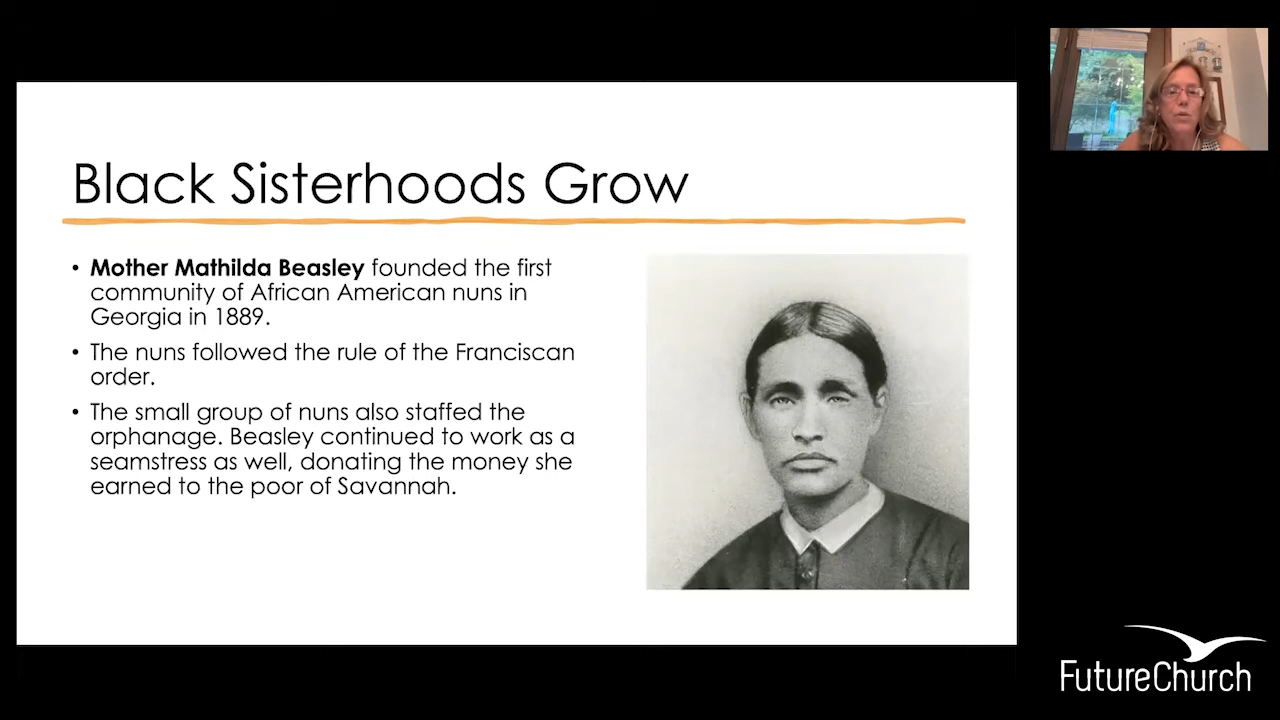 Black Sisterhoods Grow
• Mother Mathilda Beasley founded the first
community of African American nuns in
Georgia in 1889.
• The nuns followed the rule of the Franciscan
order.
• The small group of nuns also staffed the
orphanage. Beasley continued to work as a
seamstress as well, donating the money she
earned to the poor of Savannah.
FutureChurch